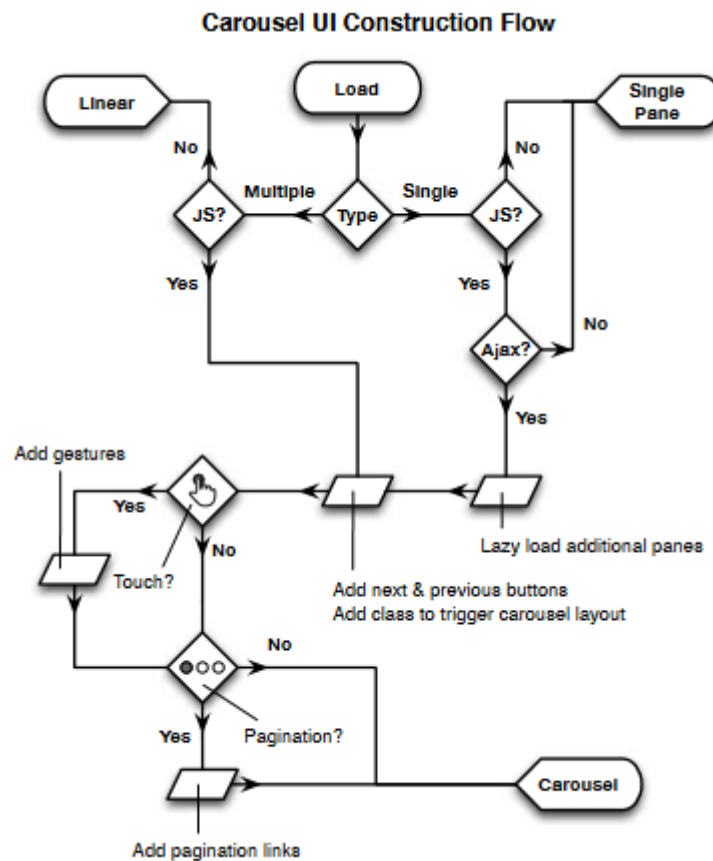 Carousel UI Construction Flow
Linear
Load
Single
Pane
No
No
Multiple
Single
JS?
Type
JS?
Yes
Yes
Ajax?
No
Yes
Add gestures
Yes
No
Touch?
Lazy load additional panes
Add next & previous buttons
Add class to trigger carousel layout
No
Yes
Pagination?
Carousel
Add pagination links